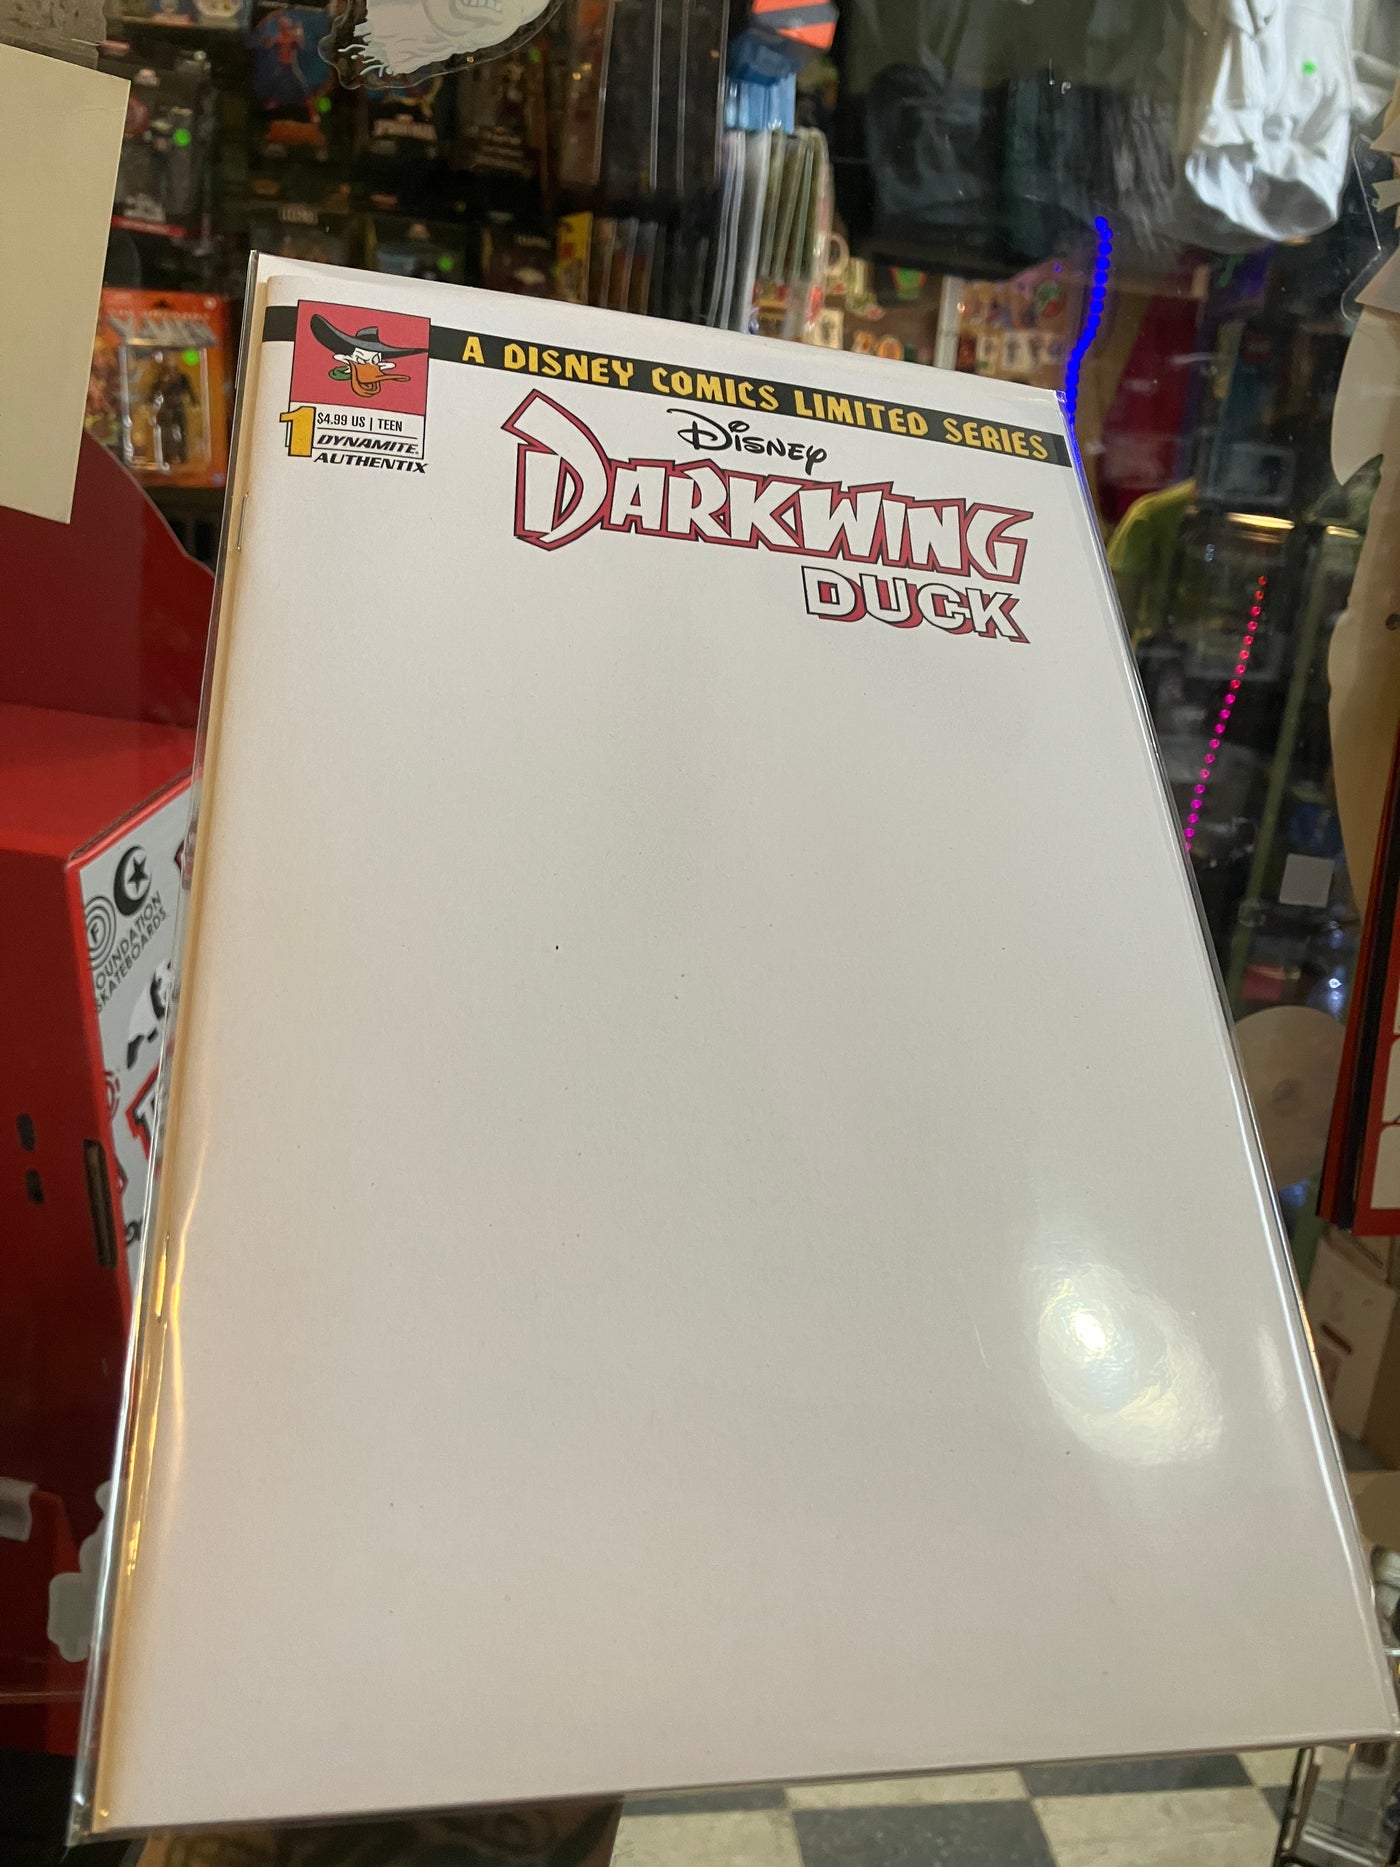 A DISNEY COMICS LIMITED SERIES
1
$4.99 US | TEEN
DYNAMITE.
AUTHENTIX
DISNEY
DARKWING
DUCK
F
FOUNDATION
SKATEBOARDS